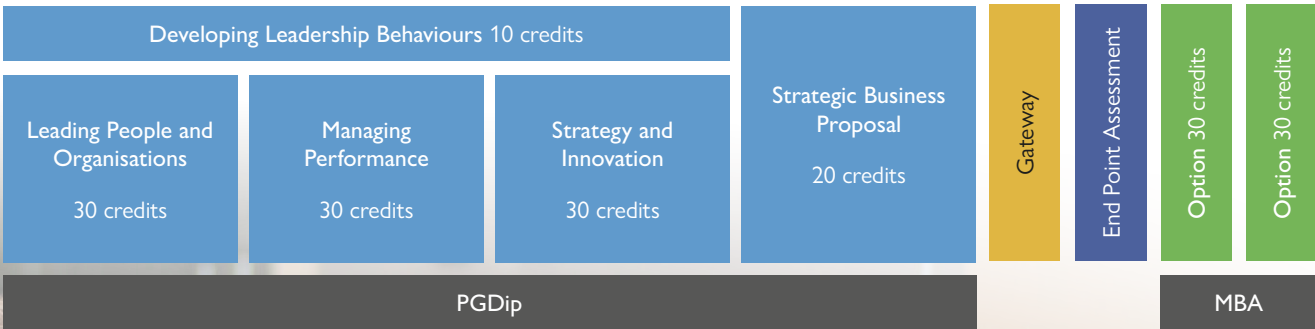 Developing Leadership Behaviours 10 credits
Leading People and
Organisations
30 credits
Managing
Performance
30 credits
Strategy and
Innovation
30 credits
Strategic Business
Proposal
20 credits
Gateway
End Point Assessment
Option 30 credits
Option 30 credits
PGDip
MBA